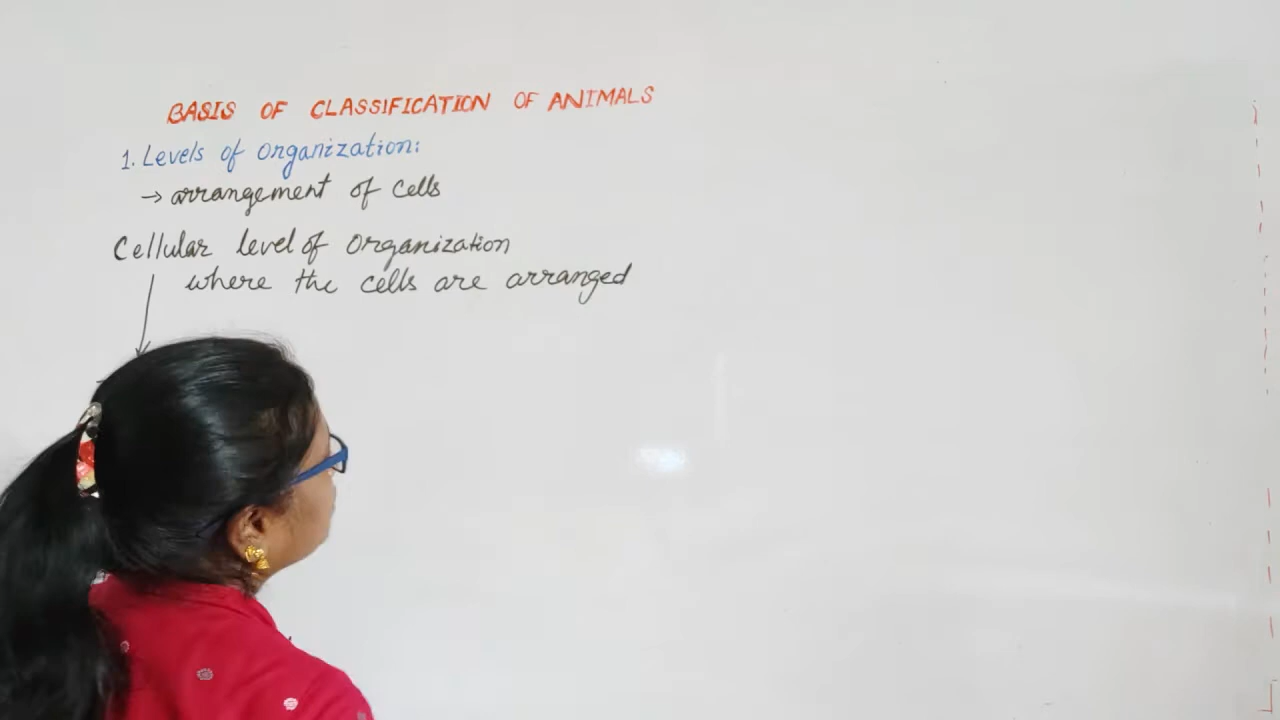 BASIS OF CLASSIFICATION OF ANIMALS
1. Levels of Organization:
→ arrangement of cells
Cellular level of Organization
where the cells are arranged